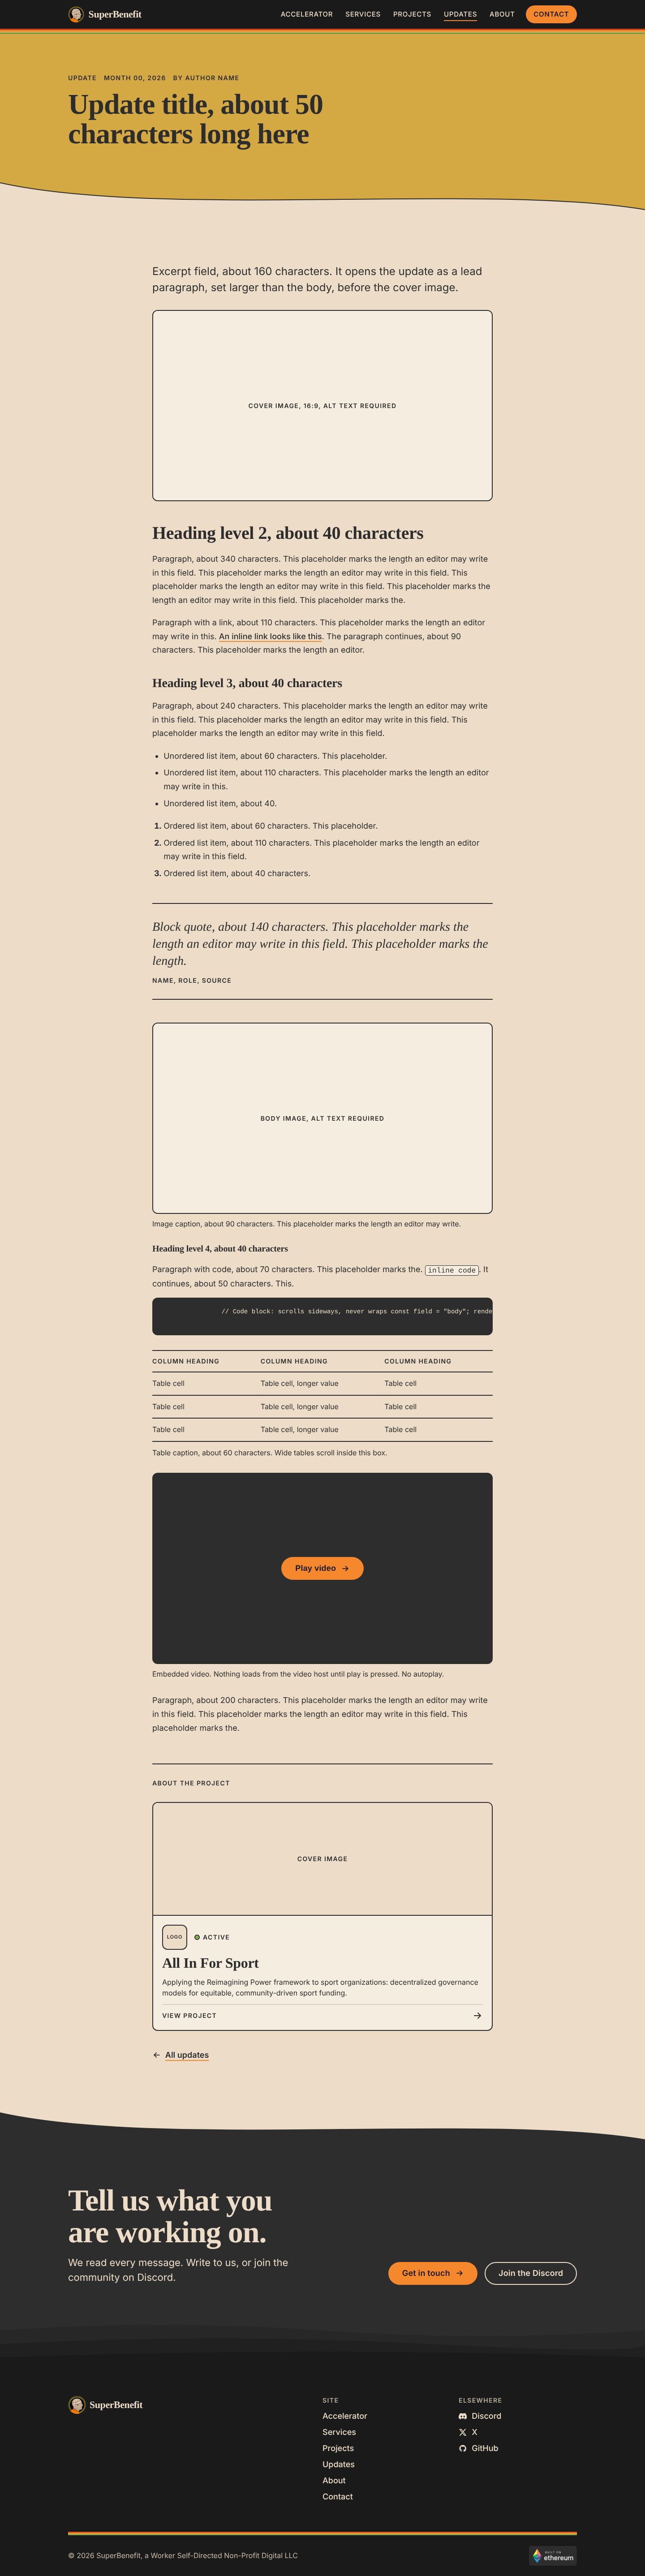 SuperBenefit
ACCELERATOR SERVICES PROJECTS UPDATES ABOUT CONTACT
UPDATE MONTH 00, 2026 BY AUTHOR NAME
Update title, about 50
characters long here
Excerpt field, about 160 characters. It opens the update as a lead
paragraph, set larger than the body, before the cover image.
COVER IMAGE, 16:9, ALT TEXT REQUIRED
Heading level 2, about 40 characters
Paragraph, about 340 characters. This placeholder marks the length an editor may write
in this field. This placeholder marks the length an editor may write in this field. This
placeholder marks the length an editor may write in this field. This placeholder marks the
length an editor may write in this field. This placeholder marks the.
Paragraph with a link, about 110 characters. This placeholder marks the length an editor
may write in this. An inline link looks like this. The paragraph continues, about 90
characters. This placeholder marks the length an editor.
Heading level 3, about 40 characters
Paragraph, about 240 characters. This placeholder marks the length an editor may write
in this field. This placeholder marks the length an editor may write in this field. This
placeholder marks the length an editor may write in this field.
• Unordered list item, about 60 characters. This placeholder.
• Unordered list item, about 110 characters. This placeholder marks the length an editor
may write in this.
• Unordered list item, about 40.
1. Ordered list item, about 60 characters. This placeholder.
2. Ordered list item, about 110 characters. This placeholder marks the length an editor
may write in this field.
3. Ordered list item, about 40 characters.
Block quote, about 140 characters. This placeholder marks the
length an editor may write in this field. This placeholder marks the
length.
NAME, ROLE, SOURCE
BODY IMAGE, ALT TEXT REQUIRED
Image caption, about 90 characters. This placeholder marks the length an editor may write.
Heading level 4, about 40 characters
Paragraph with code, about 70 characters. This placeholder marks the. inline code. It
continues, about 50 characters. This.
// Code block: scrolls sideways, never wraps const field = "body"; rende
COLUMN HEADING COLUMN HEADING COLUMN HEADING
Table cell Table cell, longer value Table cell
Table cell Table cell, longer value Table cell
Table cell Table cell, longer value Table cell
Table caption, about 60 characters. Wide tables scroll inside this box.
Play video →
Embedded video. Nothing loads from the video host until play is pressed. No autoplay.
Paragraph, about 200 characters. This placeholder marks the length an editor may write
in this field. This placeholder marks the length an editor may write in this field. This
placeholder marks the.
ABOUT THE PROJECT
COVER IMAGE
LOGO ACTIVE
All In For Sport
Applying the Reimagining Power framework to sport organizations: decentralized governance
models for equitable, community-driven sport funding.
VIEW PROJECT →
← All updates
Tell us what you
are working on.
We read every message. Write to us, or join the
community on Discord.
Get in touch → Join the Discord
SuperBenefit
SITE
Accelerator
Services
Projects
Updates
About
Contact
ELSEWHERE
Discord
X
GitHub
© 2026 SuperBenefit, a Worker Self-Directed Non-Profit Digital LLC
BUILT ON
ethereum